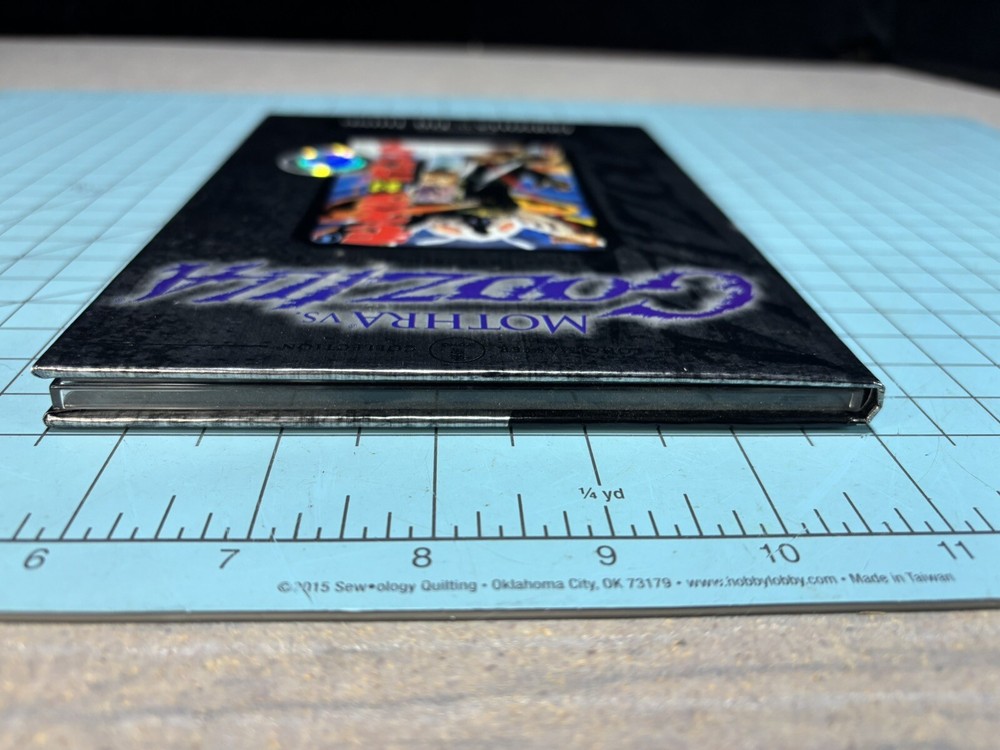 MOTHRA VS
GODZILLA
COLLECTION
¼ yd
6 7 8 9 10 11
© 2015 Sew•ology Quilting • Oklahoma City, OK 73179 • www.hobbylobby.com • Made in Taiwan